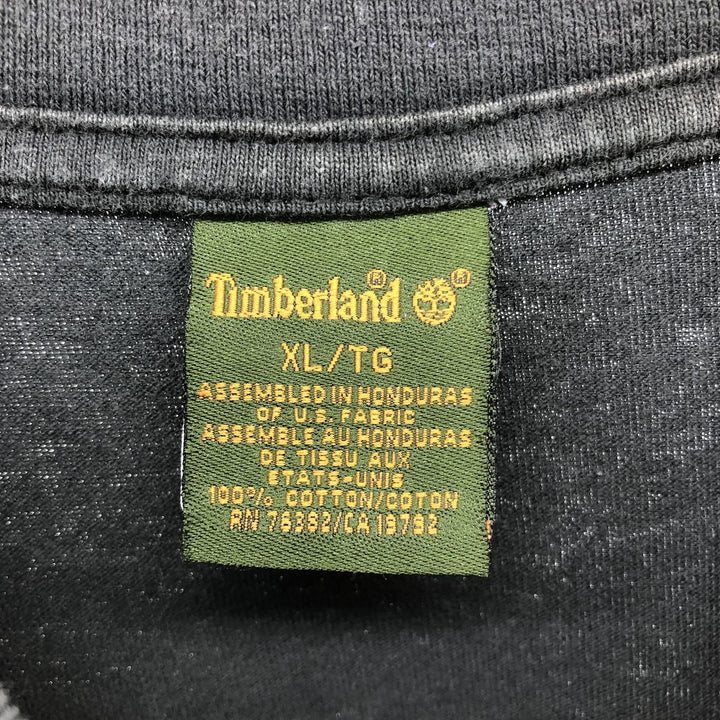 Timberland®
XL/TG
ASSEMBLED IN HONDURAS
OF U.S. FABRIC
ASSEMBLE AU HONDURAS
DE TISSU AUX
ETATS-UNIS
100% COTTON/COTON
RN 76392/CA 19792